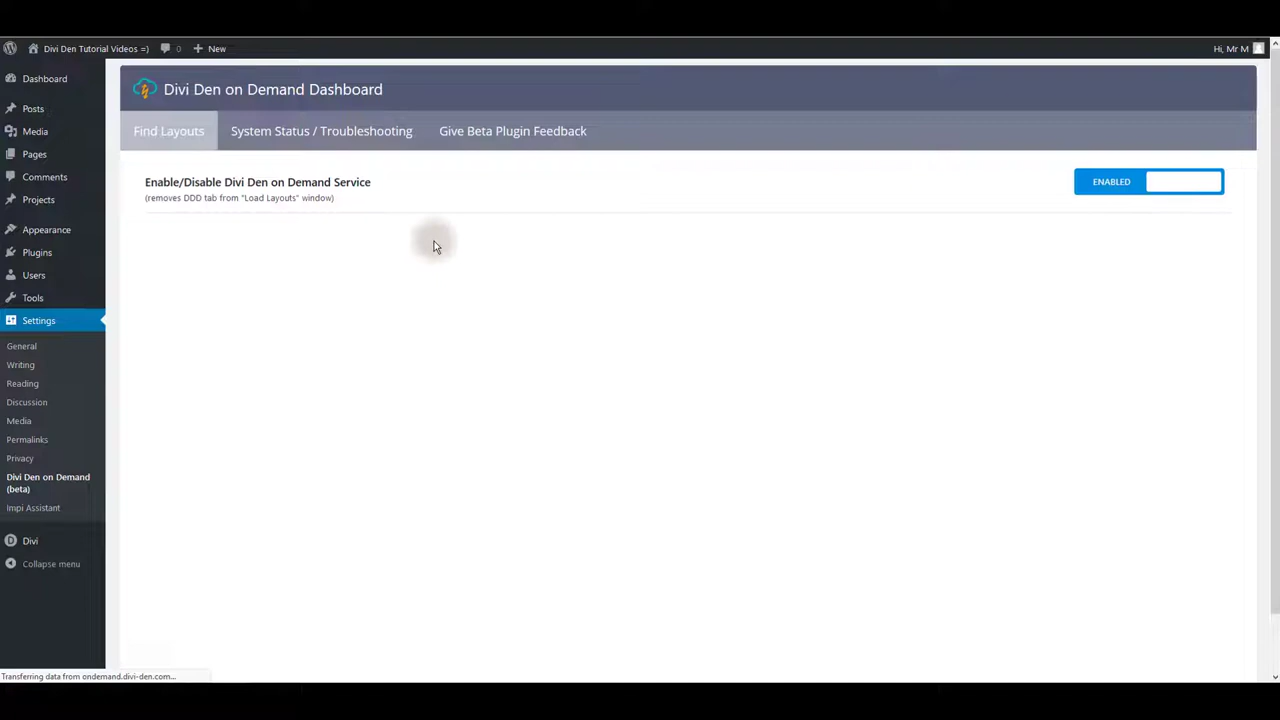 Divi Den Tutorial Videos =)
0
New
Hi, Mr M
Dashboard
Posts
Media
Pages
Comments
Projects
Appearance
Plugins
Users
Tools
Settings
General
Writing
Reading
Discussion
Media
Permalinks
Privacy
Divi Den on Demand
(beta)
Impi Assistant
Divi
Collapse menu
Divi Den on Demand Dashboard
Find Layouts
System Status / Troubleshooting
Give Beta Plugin Feedback
Enable/Disable Divi Den on Demand Service
(removes DDD tab from "Load Layouts" window)
ENABLED
Transferring data from ondemand.divi-den.com...